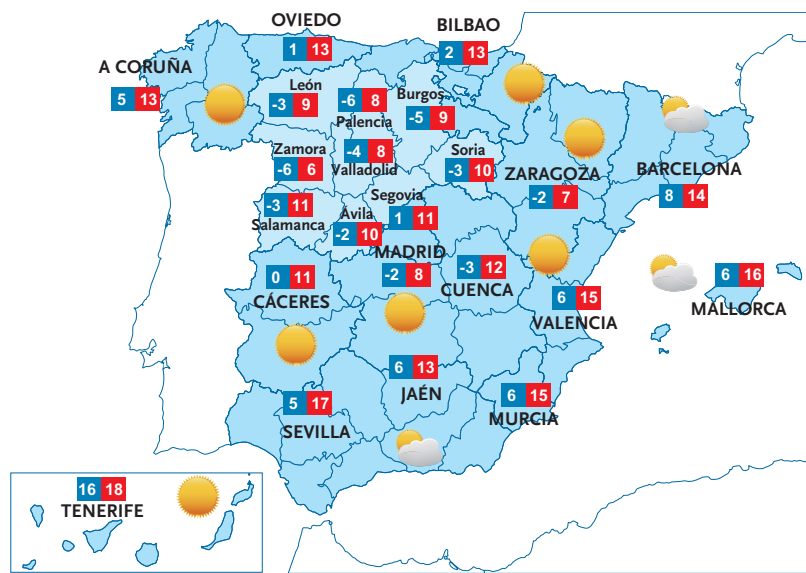 OVIEDO
1 13
BILBAO
2 13
A CORUÑA
5 13
León
-3 9
-6 8
Palencia
Burgos
-5 9
Zamora
-6 6
-4 8
Valladolid
Soria
-3 10
ZARAGOZA
-2 7
BARCELONA
8 14
-3 11
Salamanca
Ávila
-2 10
Segovia
1 11
MADRID
-2 8
-3 12
CUENCA
0 11
CÁCERES
6 15
VALENCIA
6 16
MALLORCA
6 13
JAÉN
5 17
SEVILLA
6 15
MURCIA
16 18
TENERIFE